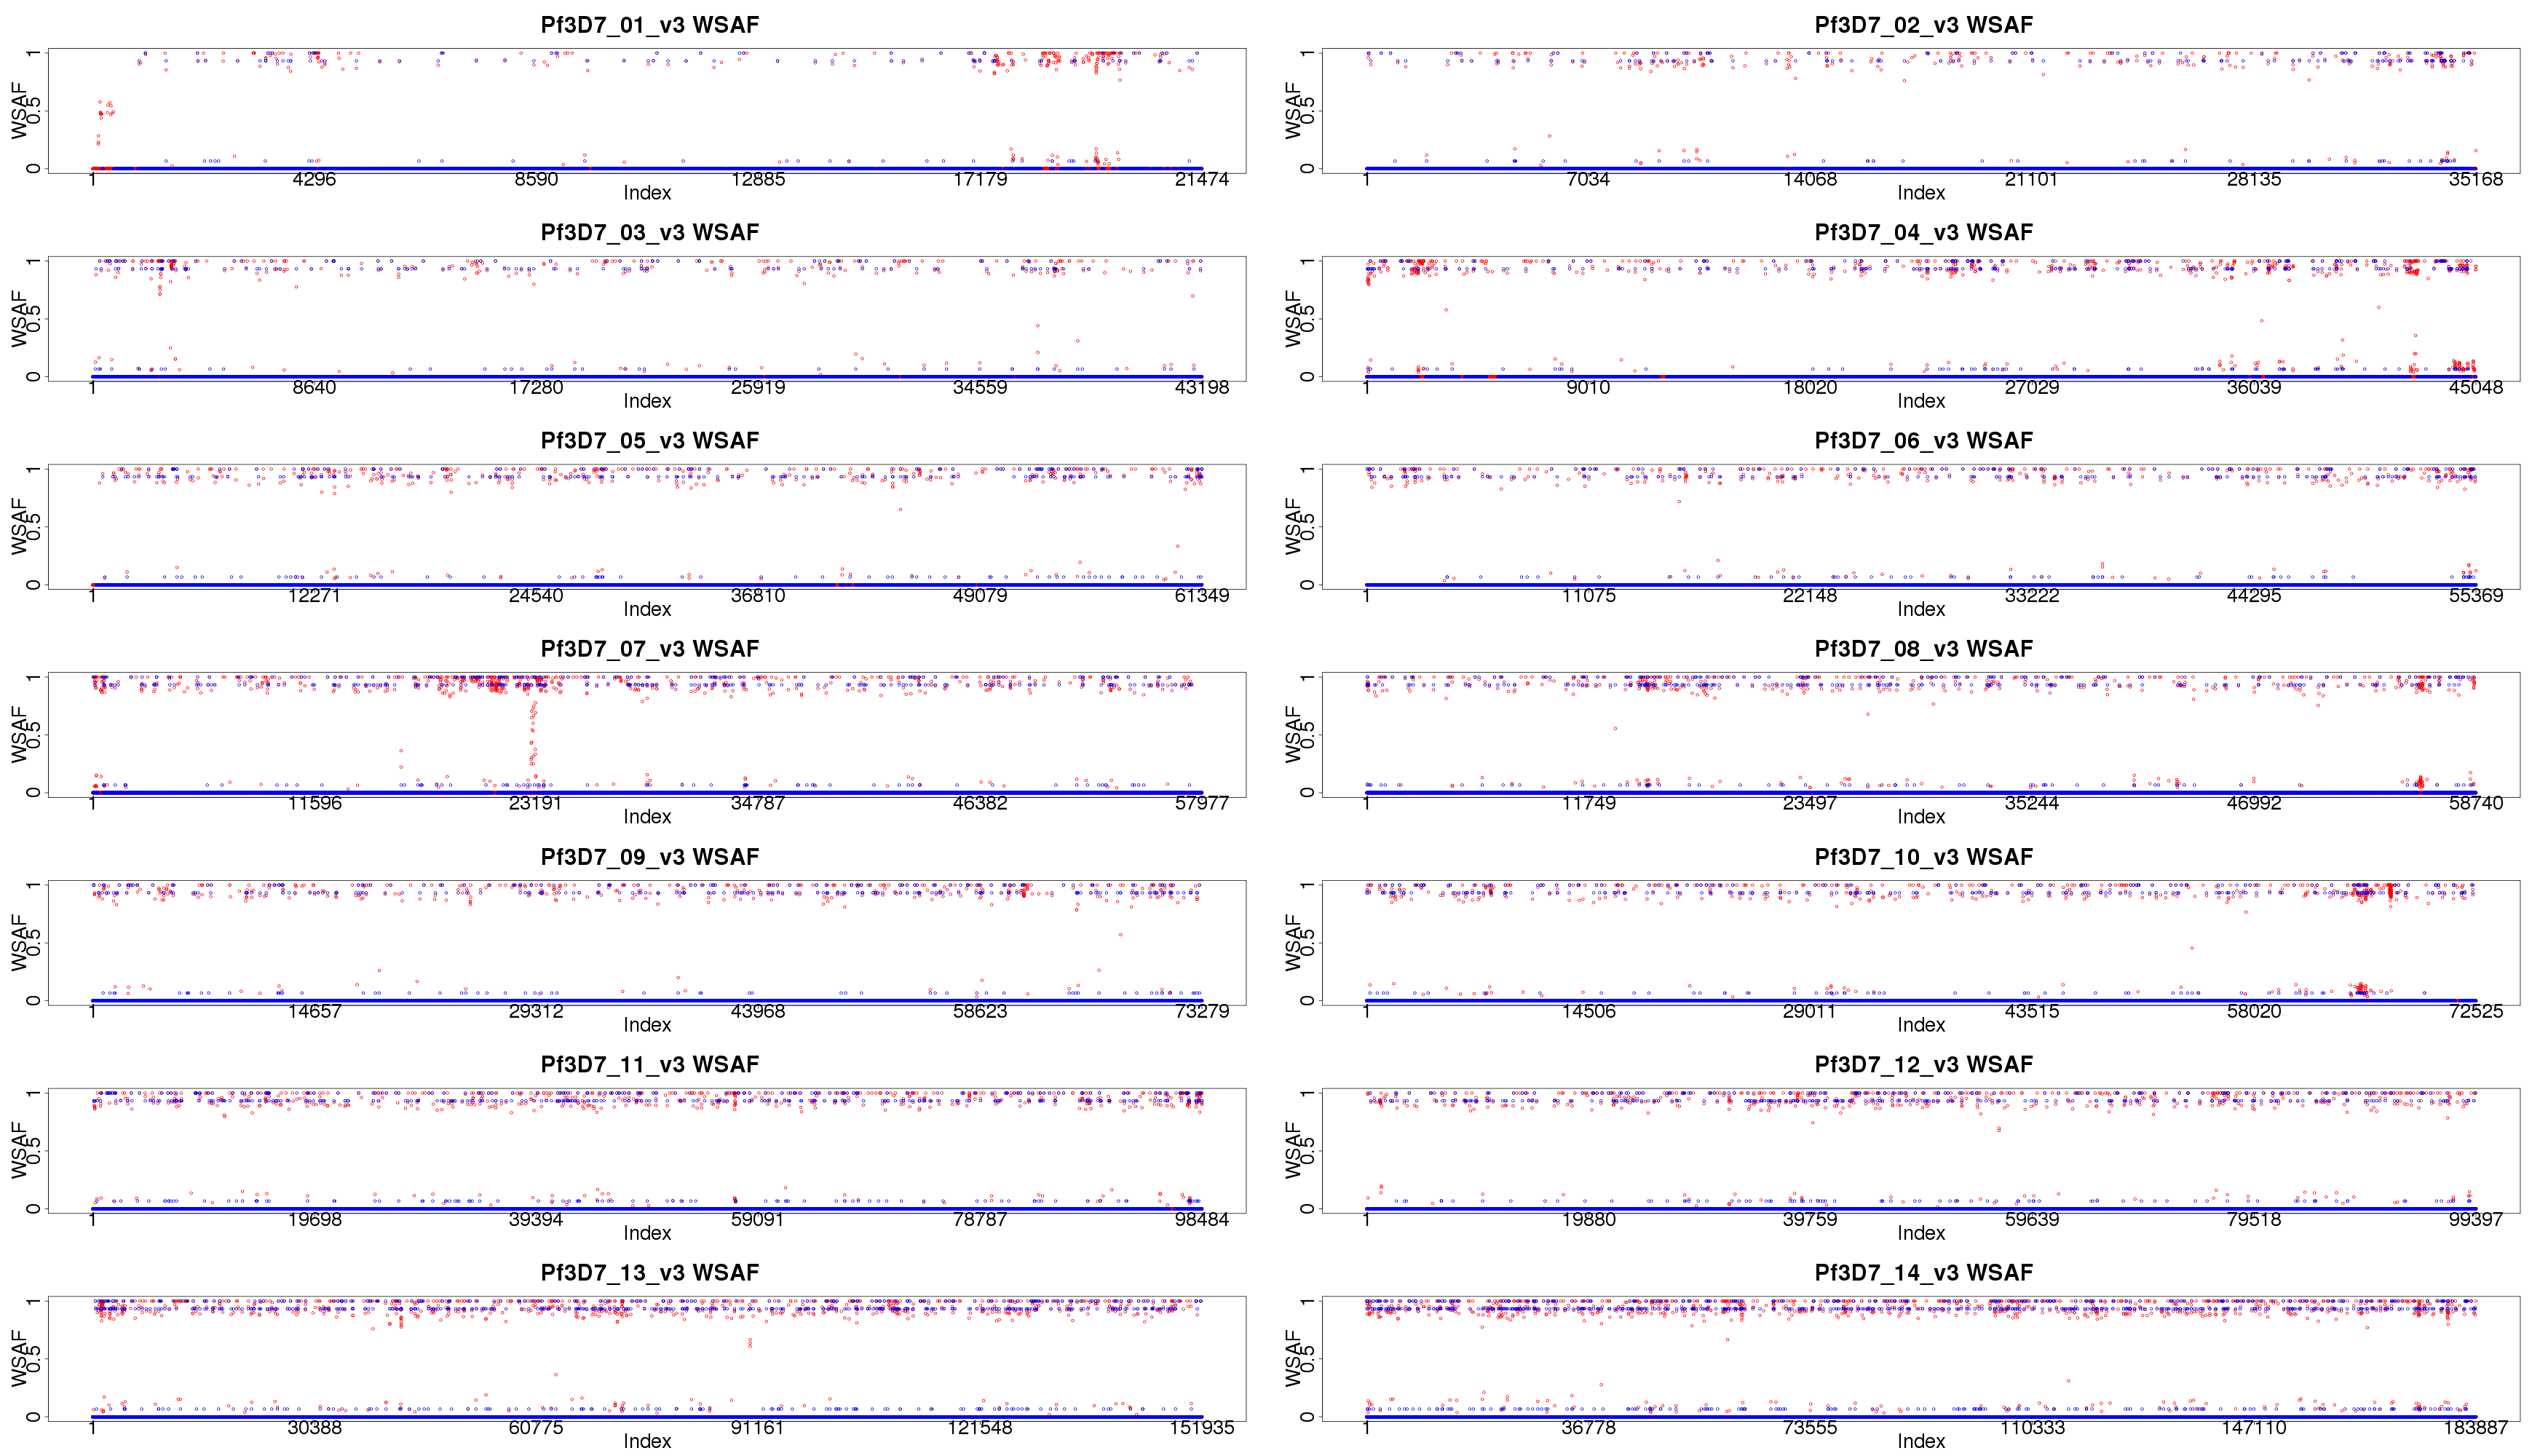 Pf3D7_01_v3 WSAF
WSAF
0 0.5 1
1 4296 8590 12885 17179 21474
Index
Pf3D7_02_v3 WSAF
WSAF
0 0.5 1
1 7034 14068 21101 28135 35168
Index
Pf3D7_03_v3 WSAF
WSAF
0 0.5 1
1 8640 17280 25919 34559 43198
Index
Pf3D7_04_v3 WSAF
WSAF
0 0.5 1
1 9010 18020 27029 36039 45048
Index
Pf3D7_05_v3 WSAF
WSAF
0 0.5 1
1 12271 24540 36810 49079 61349
Index
Pf3D7_06_v3 WSAF
WSAF
0 0.5 1
1 11075 22148 33222 44295 55369
Index
Pf3D7_07_v3 WSAF
WSAF
0 0.5 1
1 11596 23191 34787 46382 57977
Index
Pf3D7_08_v3 WSAF
WSAF
0 0.5 1
1 11749 23497 35244 46992 58740
Index
Pf3D7_09_v3 WSAF
WSAF
0 0.5 1
1 14657 29312 43968 58623 73279
Index
Pf3D7_10_v3 WSAF
WSAF
0 0.5 1
1 14506 29011 43515 58020 72525
Index
Pf3D7_11_v3 WSAF
WSAF
0 0.5 1
1 19698 39394 59091 78787 98484
Index
Pf3D7_12_v3 WSAF
WSAF
0 0.5 1
1 19880 39759 59639 79518 99397
Index
Pf3D7_13_v3 WSAF
WSAF
0 0.5 1
1 30388 60775 91161 121548 151935
Index
Pf3D7_14_v3 WSAF
WSAF
0 0.5 1
1 36778 73555 110333 147110 183887
Index